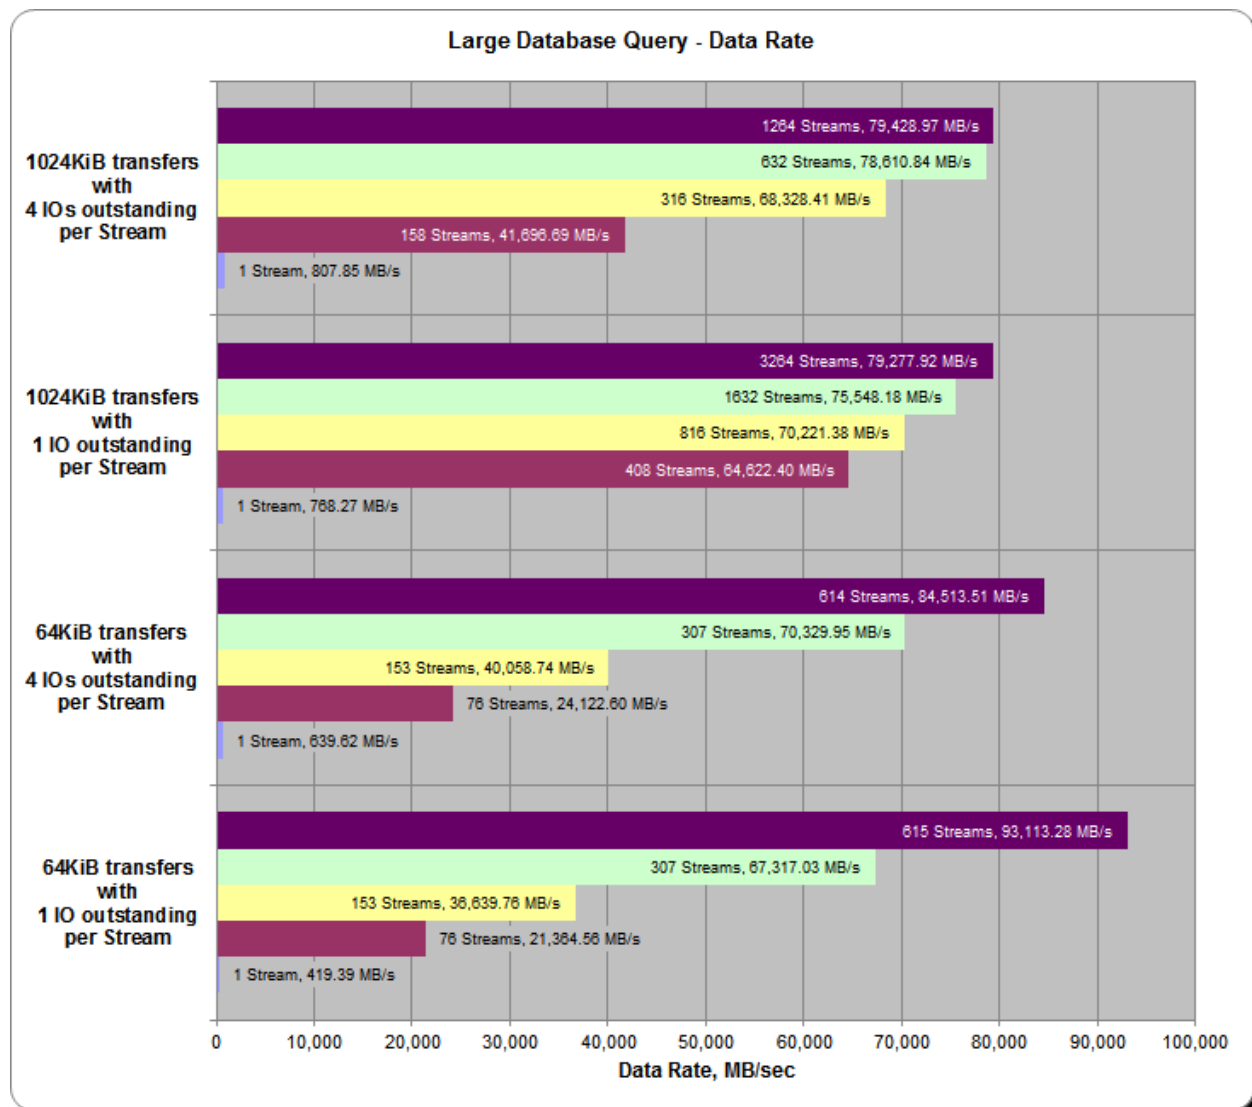 Large Database Query - Data Rate
1024KiB transfers
with
4 IOs outstanding
per Stream
1264 Streams, 79,428.97 MB/s
632 Streams, 78,610.84 MB/s
316 Streams, 68,328.41 MB/s
158 Streams, 41,696.69 MB/s
1 Stream, 807.85 MB/s
1024KiB transfers
with
1 IO outstanding
per Stream
3264 Streams, 79,277.92 MB/s
1632 Streams, 75,548.18 MB/s
816 Streams, 70,221.38 MB/s
408 Streams, 64,622.40 MB/s
1 Stream, 768.27 MB/s
64KiB transfers
with
4 IOs outstanding
per Stream
614 Streams, 84,513.51 MB/s
307 Streams, 70,329.95 MB/s
153 Streams, 40,058.74 MB/s
76 Streams, 24,122.60 MB/s
1 Stream, 639.62 MB/s
64KiB transfers
with
1 IO outstanding
per Stream
615 Streams, 93,113.28 MB/s
307 Streams, 67,317.03 MB/s
153 Streams, 36,639.76 MB/s
76 Streams, 21,364.56 MB/s
1 Stream, 419.39 MB/s
0 10,000 20,000 30,000 40,000 50,000 60,000 70,000 80,000 90,000 100,000
Data Rate, MB/sec